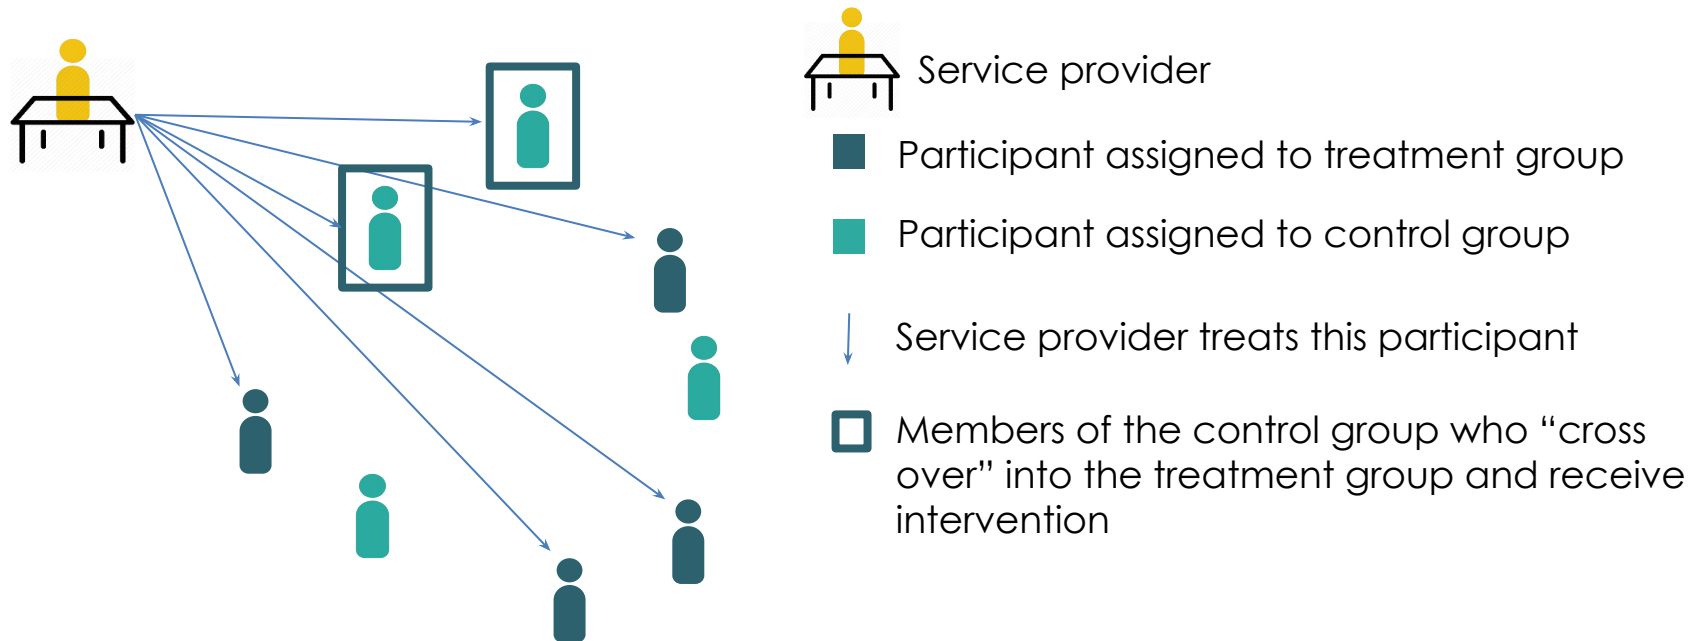 Service provider
Participant assigned to treatment group
Participant assigned to control group
Service provider treats this participant
Members of the control group who “cross
over” into the treatment group and receive
intervention